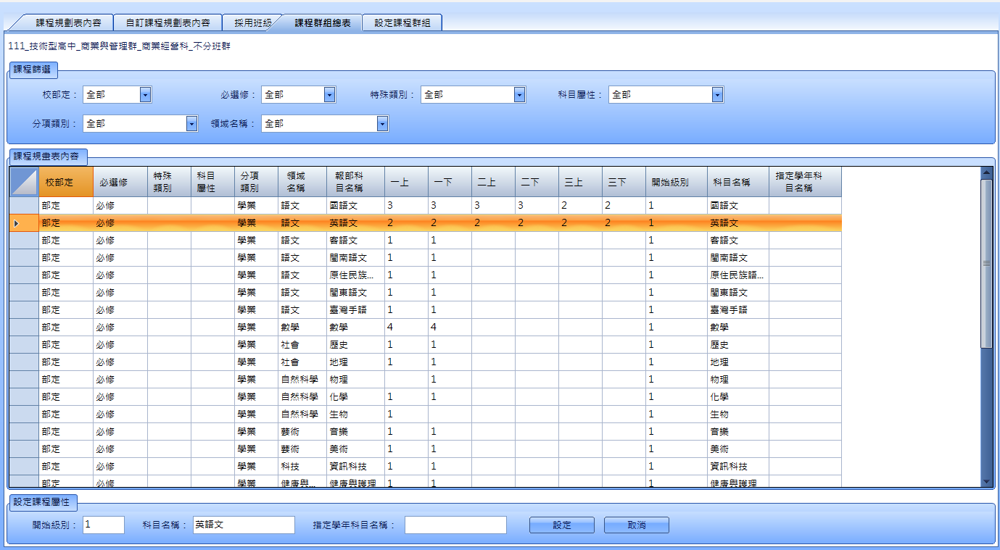 課程規劃表內容 自訂課程規劃表內容 採用班級 課程群組總表 設定課程群組
111_技術型高中_商業與管理群_商業經營科_不分班群
課程篩選
校部定： 全部 必選修： 全部 特殊類別： 全部 科目屬性： 全部
分項類別： 全部 領域名稱： 全部
課程規畫表內容
校部定 必選修 特殊類別 科目屬性 分項類別 領域名稱 報部科目名稱 一上 一下 二上 二下 三上 三下 開始級別 科目名稱 指定學年科目名稱
部定 必修 學業 語文 國語文 3 3 3 3 2 2 1 國語文
部定 必修 學業 語文 英語文 2 2 2 2 2 2 1 英語文
部定 必修 學業 語文 客語文 1 1 1 客語文
部定 必修 學業 語文 閩南語文 1 1 1 閩南語文
部定 必修 學業 語文 原住民族... 1 1 1 原住民族語...
部定 必修 學業 語文 閩東語文 1 1 1 閩東語文
部定 必修 學業 語文 臺灣手語 1 1 1 臺灣手語
部定 必修 學業 數學 數學 4 4 1 數學
部定 必修 學業 社會 歷史 1 1 1 歷史
部定 必修 學業 社會 地理 1 1 1 地理
部定 必修 學業 自然科學 物理 1 1 物理
部定 必修 學業 自然科學 化學 1 1 1 化學
部定 必修 學業 自然科學 生物 1 1 生物
部定 必修 學業 藝術 音樂 1 1 1 音樂
部定 必修 學業 藝術 美術 1 1 1 美術
部定 必修 學業 科技 資訊科技 1 1 1 資訊科技
部定 必修 學業 健康與... 健康與護理 1 1 1 健康與護理
設定課程屬性
開始級別： 1 科目名稱： 英語文 指定學年科目名稱： 設定 取消